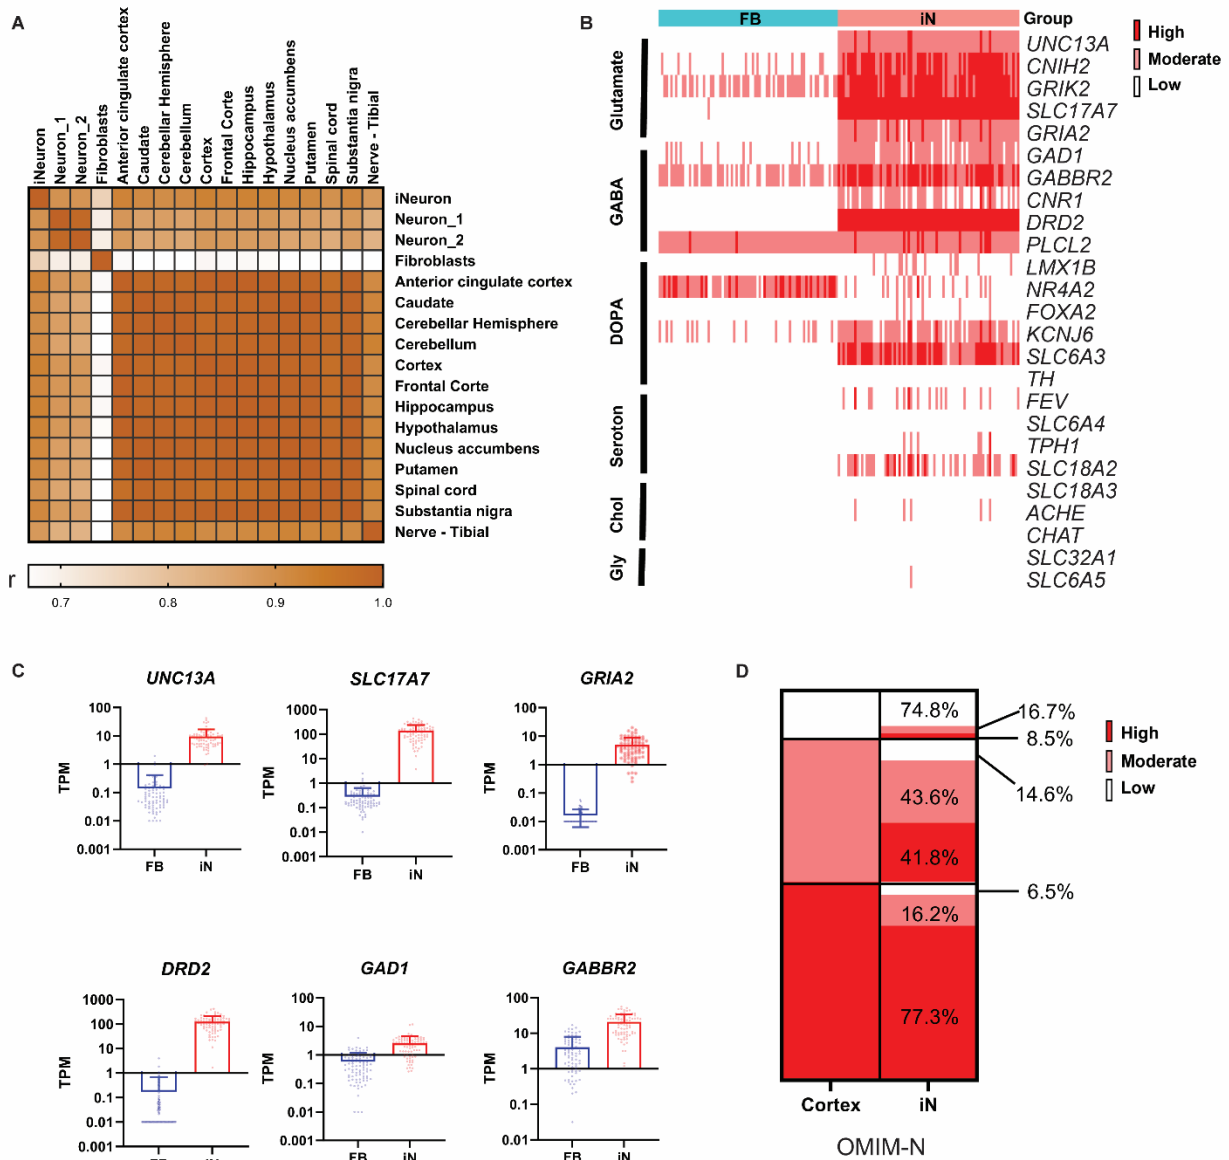 A
iNeuron
Neuron_1
Neuron_2
Fibroblasts
Anterior cingulate cortex
Caudate
Cerebellar Hemisphere
Cerebellum
Cortex
Frontal Corte
Hippocampus
Hypothalamus
Nucleus accumbens
Putamen
Spinal cord
Substantia nigra
Nerve - Tibial
iNeuron
Neuron_1
Neuron_2
Fibroblasts
Anterior cingulate cortex
Caudate
Cerebellar Hemisphere
Cerebellum
Cortex
Frontal Corte
Hippocampus
Hypothalamus
Nucleus accumbens
Putamen
Spinal cord
Substantia nigra
Nerve - Tibial
r
0.7 0.8 0.9 1.0
B
FB iN Group
High
Moderate
Low
Glutamate
GABA
DOPA
Seroton
Chol
Gly
UNC13A
CNIH2
GRIK2
SLC17A7
GRIA2
GAD1
GABBR2
CNR1
DRD2
PLCL2
LMX1B
NR4A2
FOXA2
KCNJ6
SLC6A3
TH
FEV
SLC6A4
TPH1
SLC18A2
SLC18A3
ACHE
CHAT
SLC32A1
SLC6A5
C
UNC13A
TPM
100
10
1
0.1
0.01
0.001
FB iN
SLC17A7
TPM
1000
100
10
1
0.1
0.01
0.001
FB iN
GRIA2
TPM
100
10
1
0.1
0.01
0.001
FB iN
DRD2
TPM
1000
100
10
1
0.1
0.01
0.001
FB iN
GAD1
TPM
100
10
1
0.1
0.01
0.001
FB iN
GABBR2
TPM
100
10
1
0.1
0.01
FB iN
D
74.8%
16.7%
8.5%
14.6%
43.6%
41.8%
6.5%
16.2%
77.3%
High
Moderate
Low
Cortex iN
OMIM-N